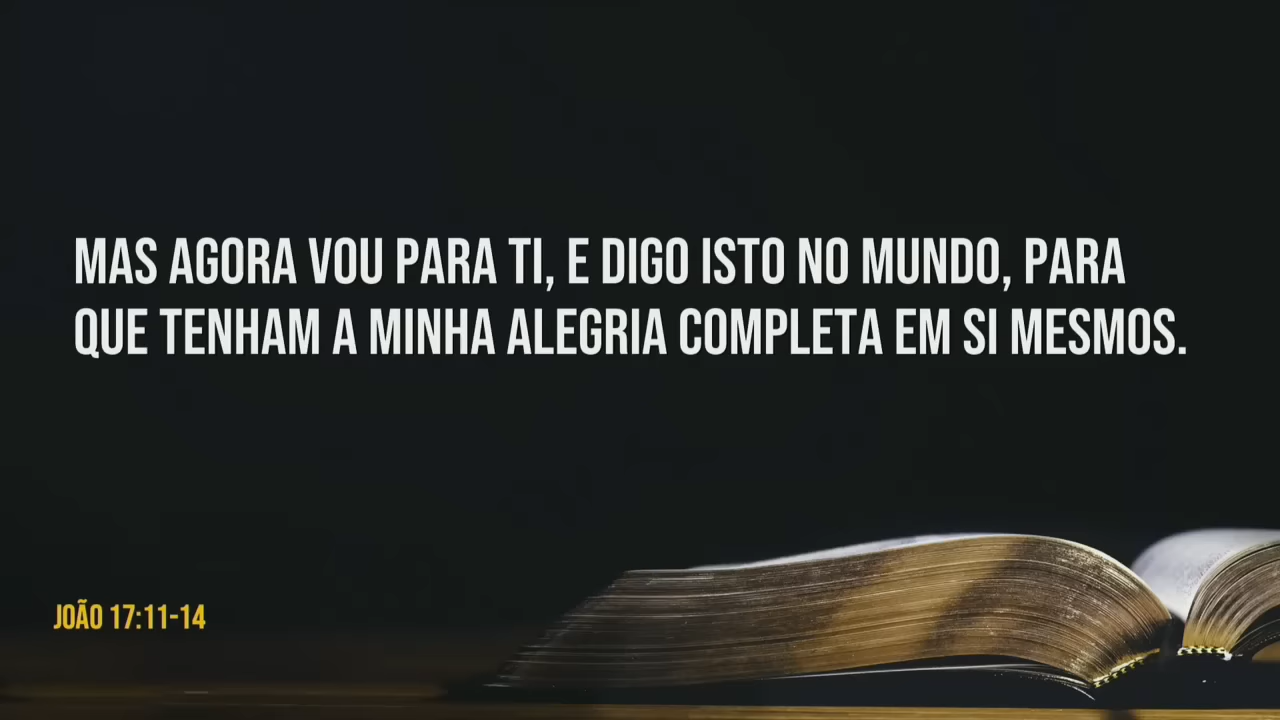 MAS AGORA VOU PARA TI, E DIGO ISTO NO MUNDO, PARA
QUE TENHAM A MINHA ALEGRIA COMPLETA EM SI MESMOS.
JOÃO 17:11-14